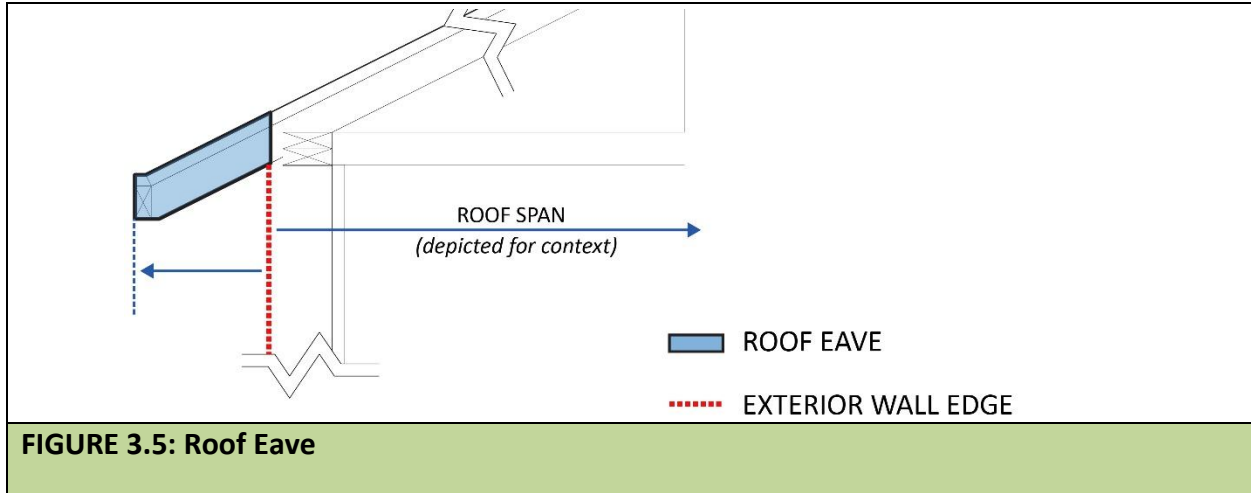 ROOF SPAN
(depicted for context)
ROOF EAVE
EXTERIOR WALL EDGE
FIGURE 3.5: Roof Eave